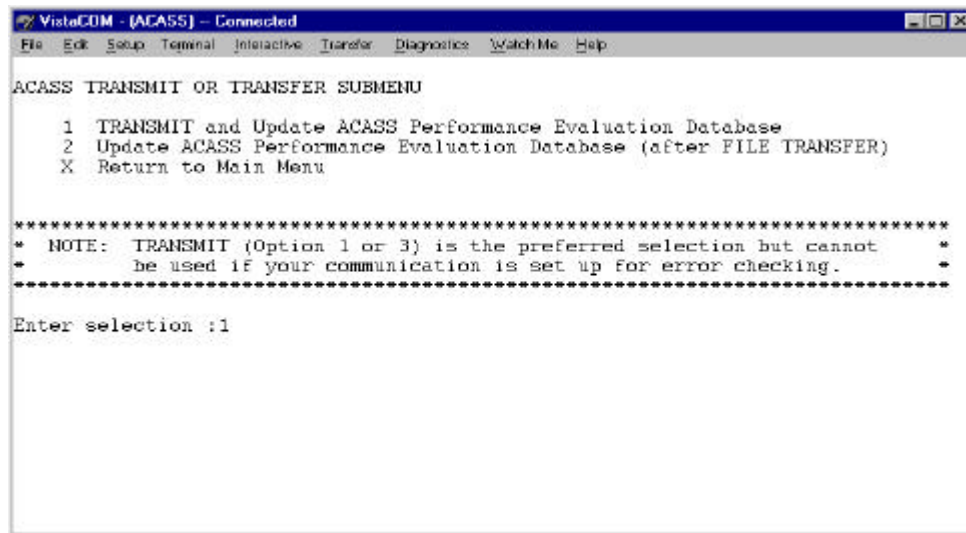 VistaCOM - (ACASS) -- Connected
File Edit Setup Terminal Interactive Transfer Diagnostics Watch Me Help
ACASS TRANSMIT OR TRANSFER SUBMENU
1 TRANSMIT and Update ACASS Performance Evaluation Database
2 Update ACASS Performance Evaluation Database (after FILE TRANSFER)
X Return to Main Menu
******************************************************************************
* NOTE: TRANSMIT (Option 1 or 3) is the preferred selection but cannot *
* be used if your communication is set up for error checking. *
******************************************************************************
Enter selection :1